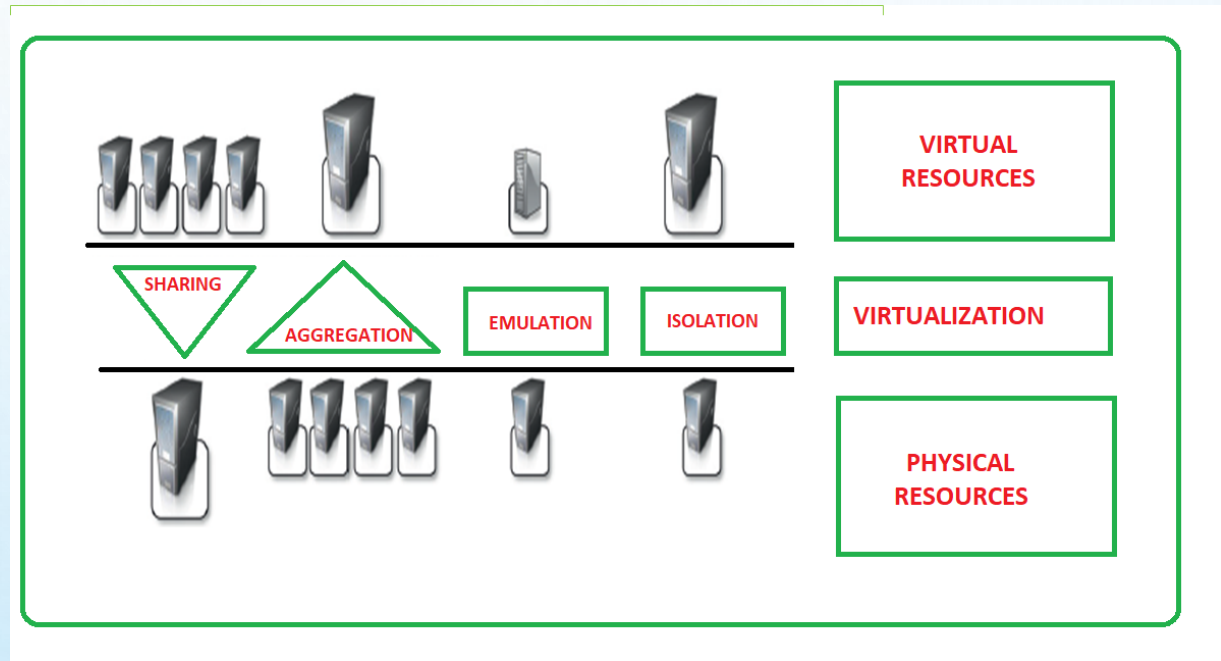 VIRTUAL
RESOURCES
SHARING
AGGREGATION
EMULATION
ISOLATION
VIRTUALIZATION
PHYSICAL
RESOURCES